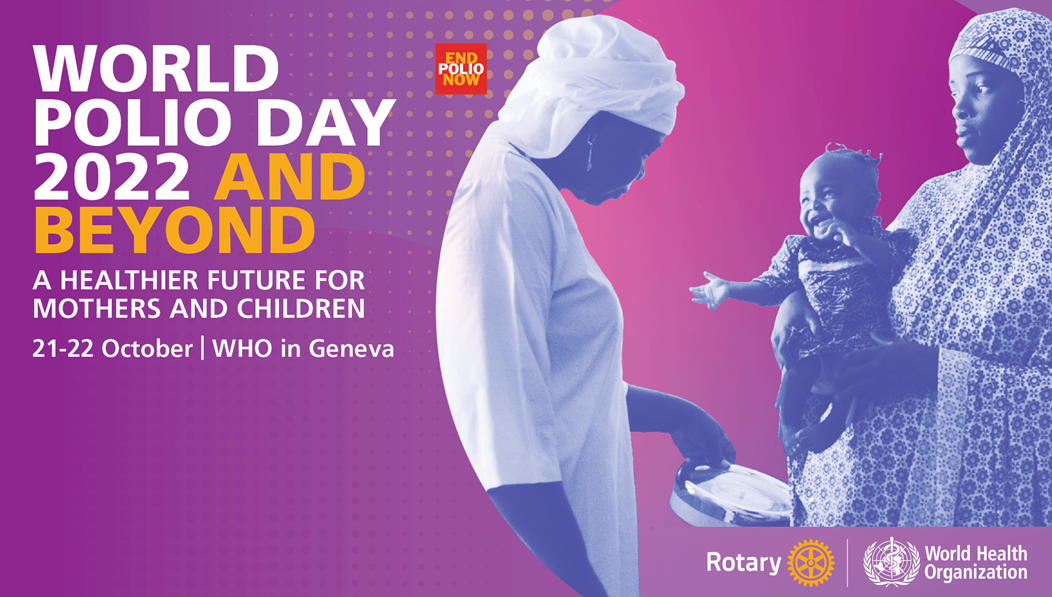 WORLD
POLIO DAY
2022 AND
BEYOND
A HEALTHIER FUTURE FOR
MOTHERS AND CHILDREN
21-22 October | WHO in Geneva
END
POLIO
NOW
Rotary
World Health
Organization